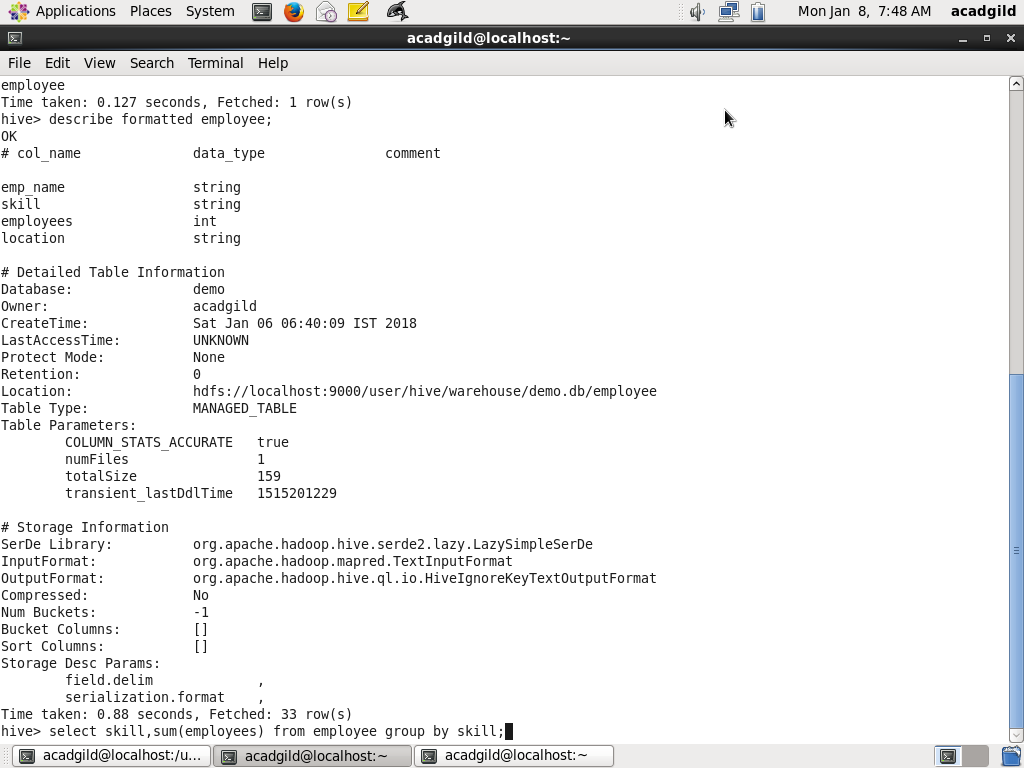 Applications Places System Mon Jan 8, 7:48 AM acadgild
acadgild@localhost:~
File Edit View Search Terminal Help
employee
Time taken: 0.127 seconds, Fetched: 1 row(s)
hive> describe formatted employee;
OK
# col_name data_type comment
emp_name string
skill string
employees int
location string
# Detailed Table Information
Database: demo
Owner: acadgild
CreateTime: Sat Jan 06 06:40:09 IST 2018
LastAccessTime: UNKNOWN
Protect Mode: None
Retention: 0
Location: hdfs://localhost:9000/user/hive/warehouse/demo.db/employee
Table Type: MANAGED_TABLE
Table Parameters:
COLUMN_STATS_ACCURATE true
numFiles 1
totalSize 159
transient_lastDdlTime 1515201229
# Storage Information
SerDe Library: org.apache.hadoop.hive.serde2.lazy.LazySimpleSerDe
InputFormat: org.apache.hadoop.mapred.TextInputFormat
OutputFormat: org.apache.hadoop.hive.ql.io.HiveIgnoreKeyTextOutputFormat
Compressed: No
Num Buckets: -1
Bucket Columns: []
Sort Columns: []
Storage Desc Params:
field.delim ,
serialization.format ,
Time taken: 0.88 seconds, Fetched: 33 row(s)
hive> select skill,sum(employees) from employee group by skill;
acadgild@localhost:/u... acadgild@localhost:~ acadgild@localhost:~